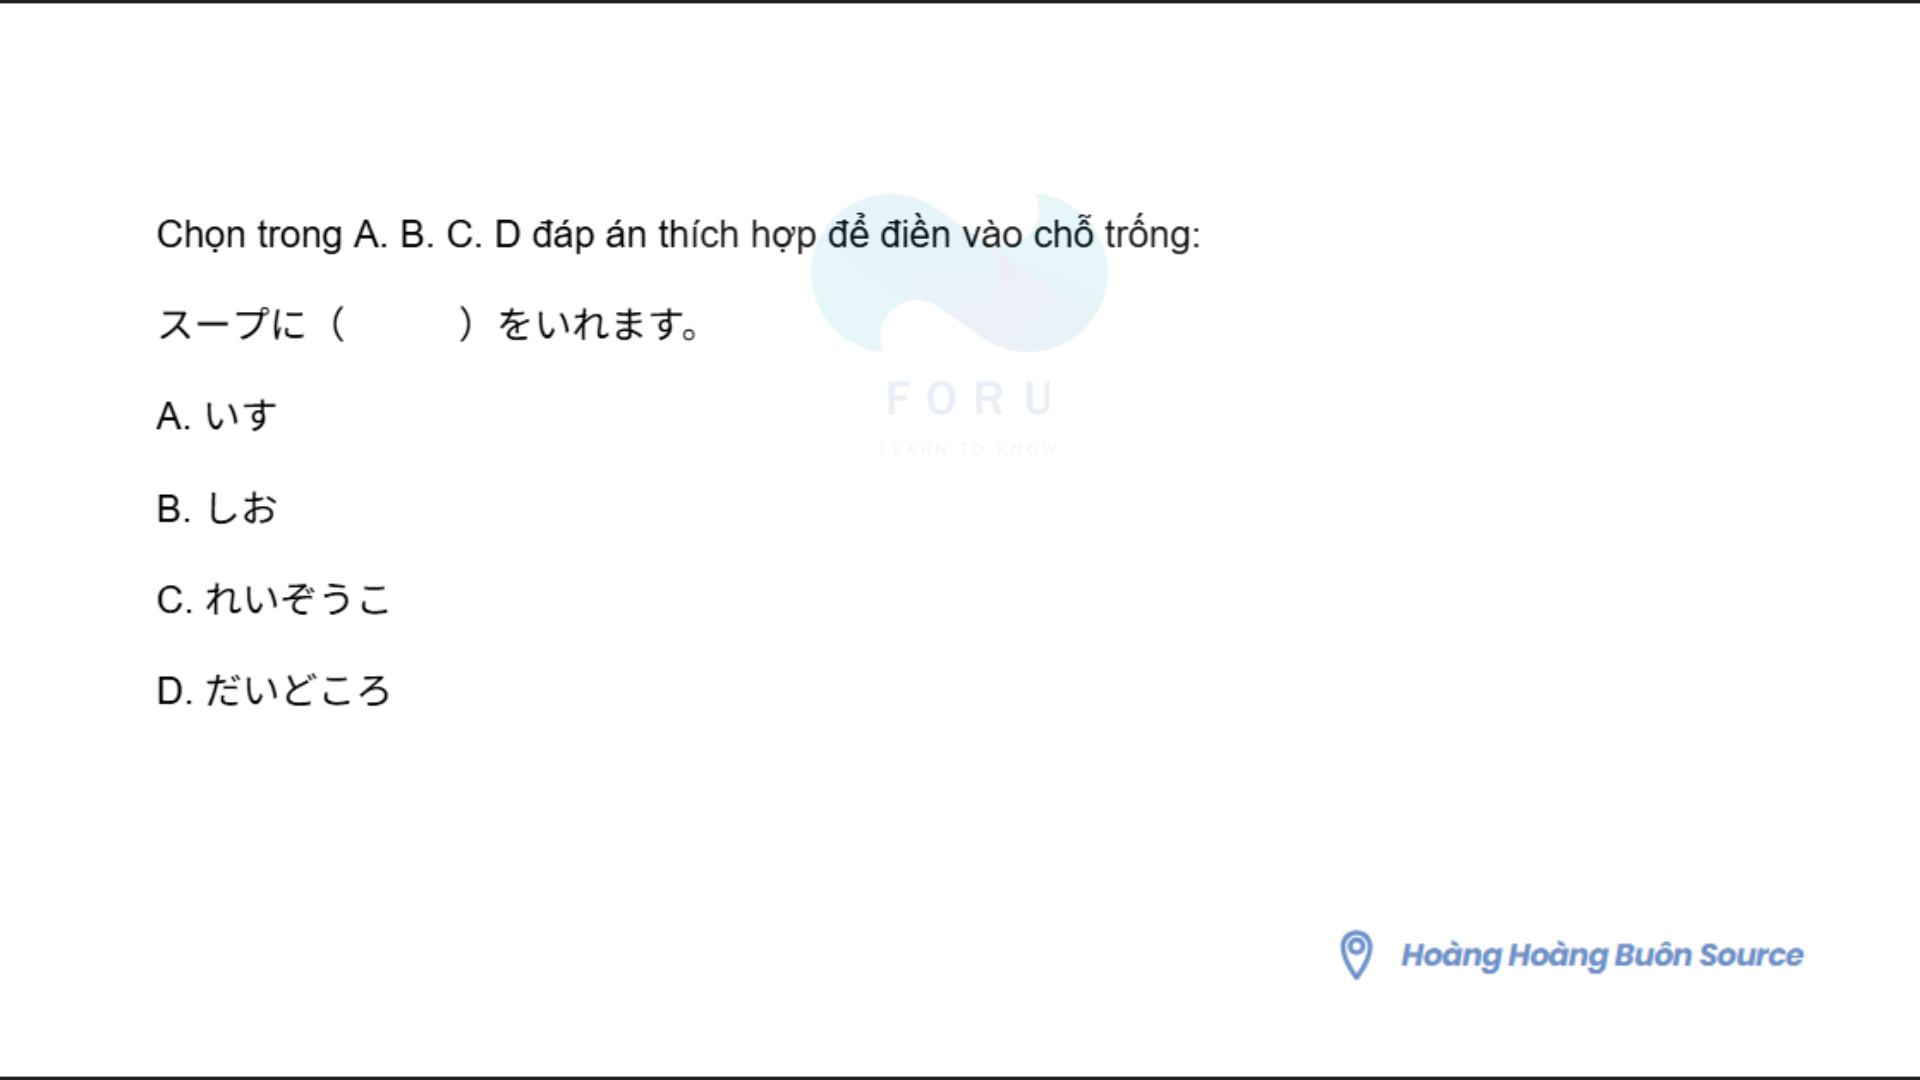 Chọn trong A. B. C. D đáp án thích hợp để điền vào chỗ trống:
スープに（　　　）をいれます。
A. いす
B. しお
C. れいぞうこ
D. だいどころ
FORU
LEARN TO KNOW
Hoàng Hoàng Buôn Source